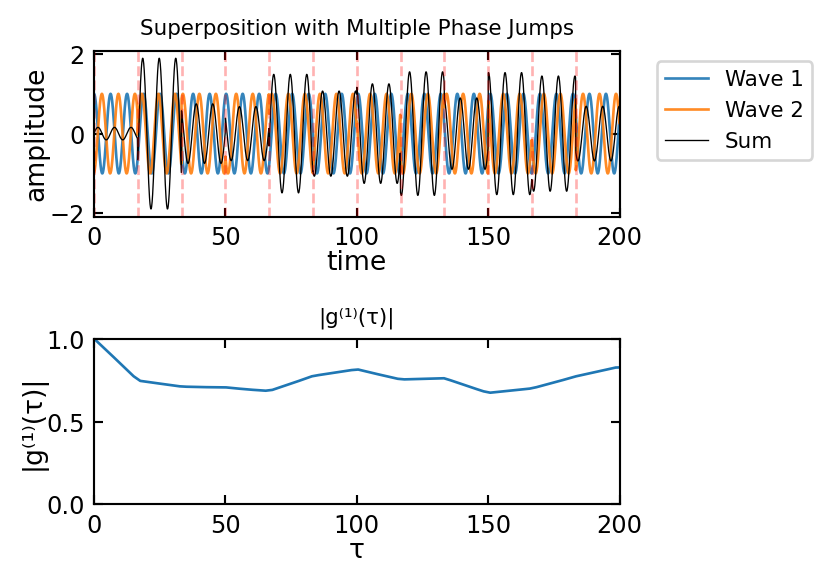 Superposition with Multiple Phase Jumps
amplitude
2
0
−2
0
50
100
150
200
time
Wave 1
Wave 2
Sum
|g⁽¹⁾(τ)|
|g⁽¹⁾(τ)|
1.0
0.5
0.0
0
50
100
150
200
τ